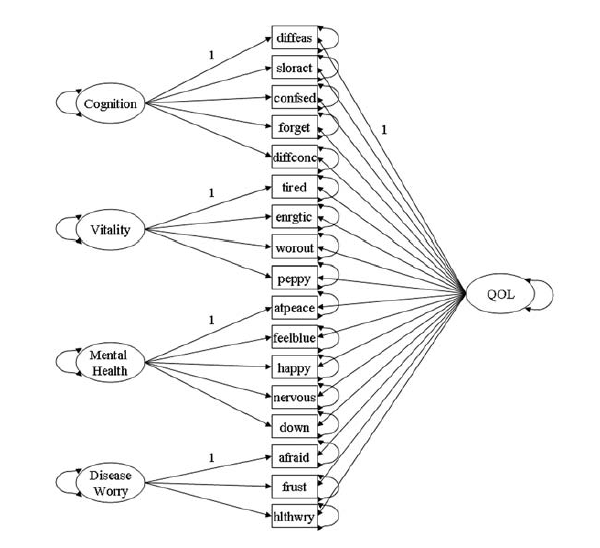 diffeas
1
sloract
Cognition
confsed
forget
1
diffconc
1
tired
enrgtic
Vitality
worout
peppy
QOL
1
atpeace
feelblue
Mental
Health
happy
nervous
down
1
afraid
Disease
Worry
frust
hlthwry